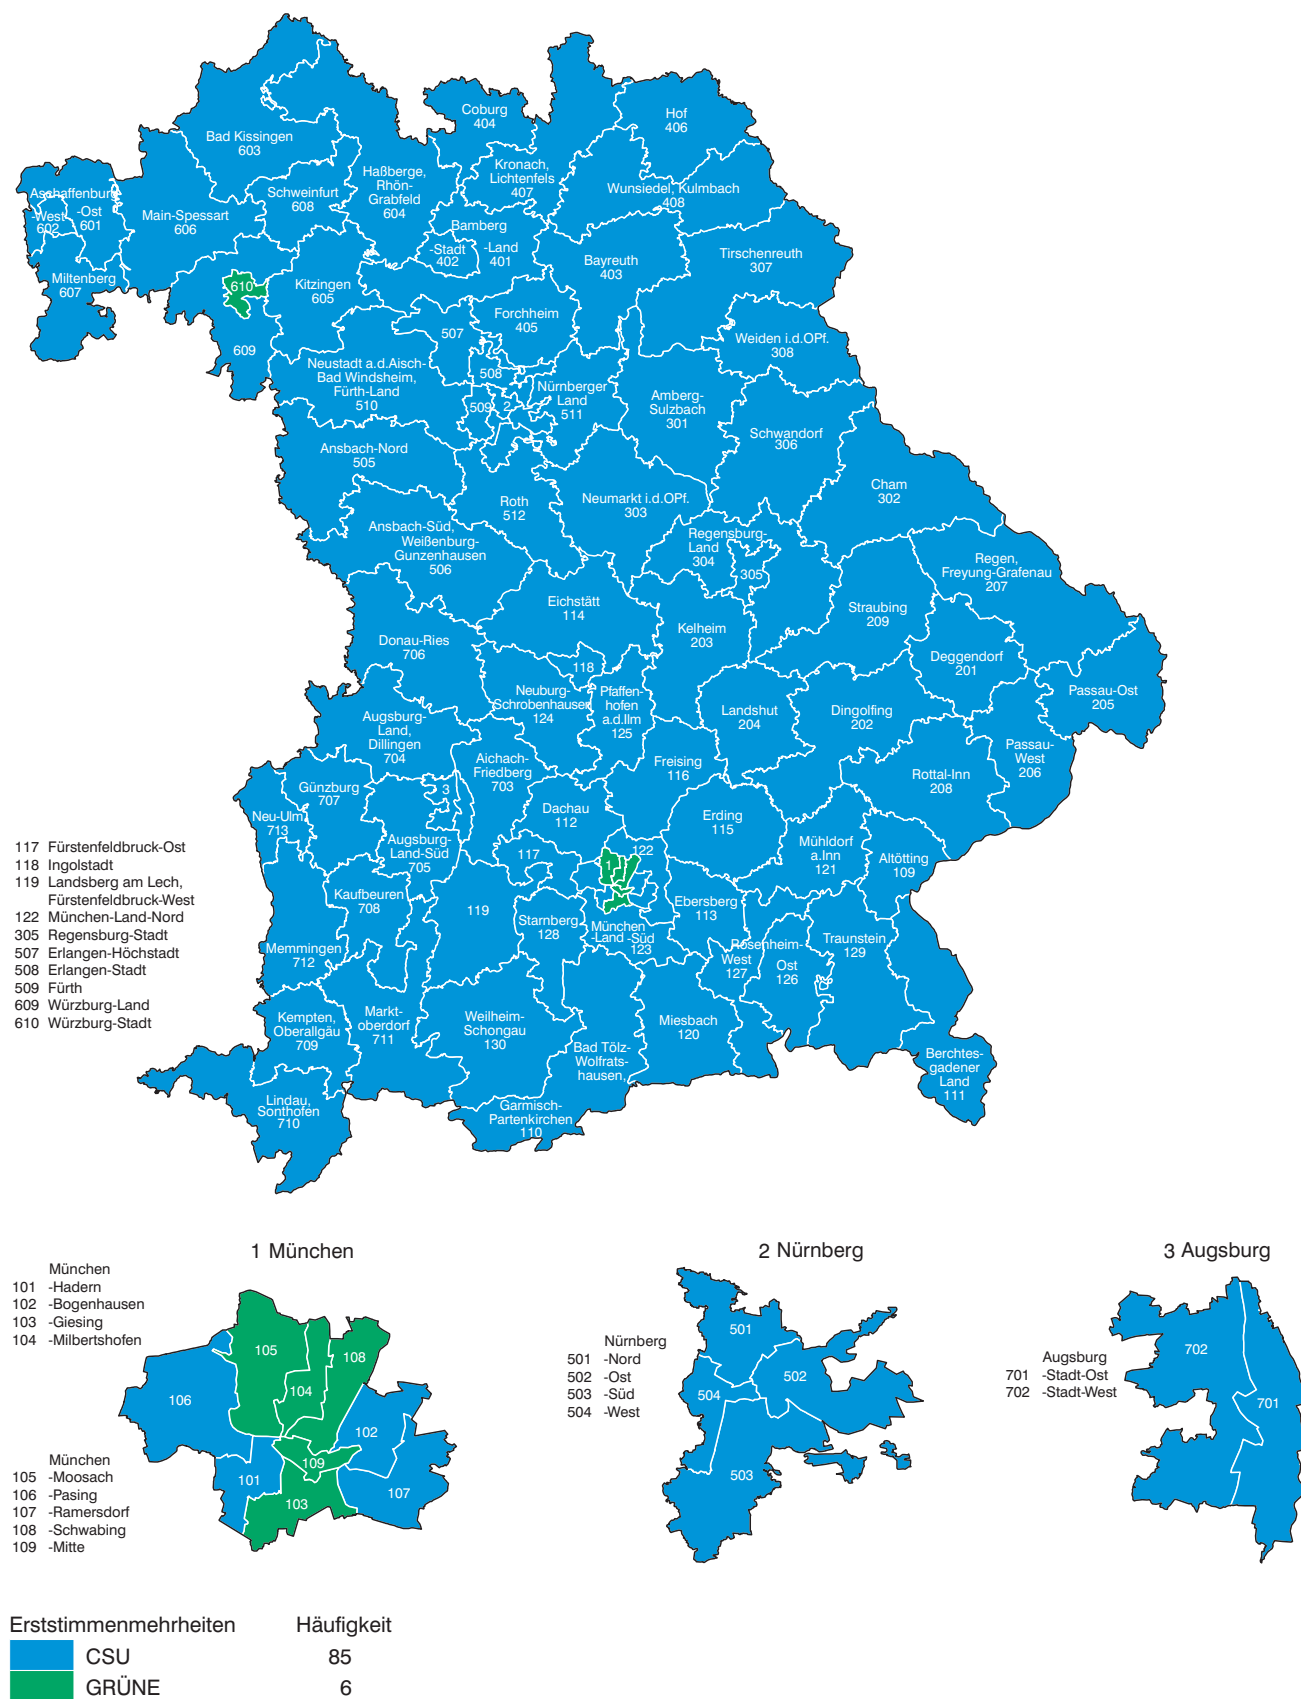 Coburg
404
Hof
406
Bad Kissingen
603
Haßberge,
Rhön-
Grabfeld
604
Kronach,
Lichtenfels
407
Wunsiedel, Kulmbach
408
Aschaffenburg
-West
602
-Ost
601
Main-Spessart
606
Schweinfurt
608
Bamberg
-Stadt
402
-Land
401
Bayreuth
403
Tirschenreuth
307
Miltenberg
607
610
Kitzingen
605
609
507
Forchheim
405
Weiden i.d.OPf.
308
Neustadt a.d.Aisch-
Bad Windsheim,
Fürth-Land
510
508
509
2
Nürnberger
Land
511
Amberg-
Sulzbach
301
Schwandorf
306
Ansbach-Nord
505
Cham
302
Roth
512
Neumarkt i.d.OPf.
303
Ansbach-Süd,
Weißenburg-
Gunzenhausen
506
Regensburg-
Land
304
305
Regen,
Freyung-Grafenau
207
Eichstätt
114
Straubing
209
Kelheim
203
Donau-Ries
706
Deggendorf
201
118
Neuburg-
Schrobenhausen
124
Pfaffen-
hofen
a.d.Ilm
125
Landshut
204
Dingolfing
202
Passau-Ost
205
Augsburg-
Land,
Dillingen
704
Passau-
West
206
Aichach-
Friedberg
703
Freising
116
Rottal-Inn
208
Günzburg
707
3
Neu-Ulm
713
Dachau
112
Erding
115
Augsburg-
Land-Süd
705
117
1
122
Mühldorf
a.Inn
121
Altötting
109
Kaufbeuren
708
119
Starnberg
128
Ebersberg
113
München
-Land -Süd
123
Rosenheim-
West
127
Ost
126
Traunstein
129
Memmingen
712
Kempten,
Oberallgäu
709
Markt-
oberdorf
711
Weilheim-
Schongau
130
Miesbach
120
Bad Tölz-
Wolfrats-
hausen,
Garmisch-
Partenkirchen
110
Berchtes-
gadener
Land
111
Lindau,
Sonthofen
710
117 Fürstenfeldbruck-Ost
118 Ingolstadt
119 Landsberg am Lech,
Fürstenfeldbruck-West
122 München-Land-Nord
305 Regensburg-Stadt
507 Erlangen-Höchstadt
508 Erlangen-Stadt
509 Fürth
609 Würzburg-Land
610 Würzburg-Stadt
1 München
München
101 -Hadern
102 -Bogenhausen
103 -Giesing
104 -Milbertshofen
München
105 -Moosach
106 -Pasing
107 -Ramersdorf
108 -Schwabing
109 -Mitte
105
108
106
104
102
109
101
103
107
2 Nürnberg
Nürnberg
501 -Nord
502 -Ost
503 -Süd
504 -West
501
502
504
503
3 Augsburg
Augsburg
701 -Stadt-Ost
702 -Stadt-West
702
701
Erststimmenmehrheiten Häufigkeit
CSU 85
GRÜNE 6